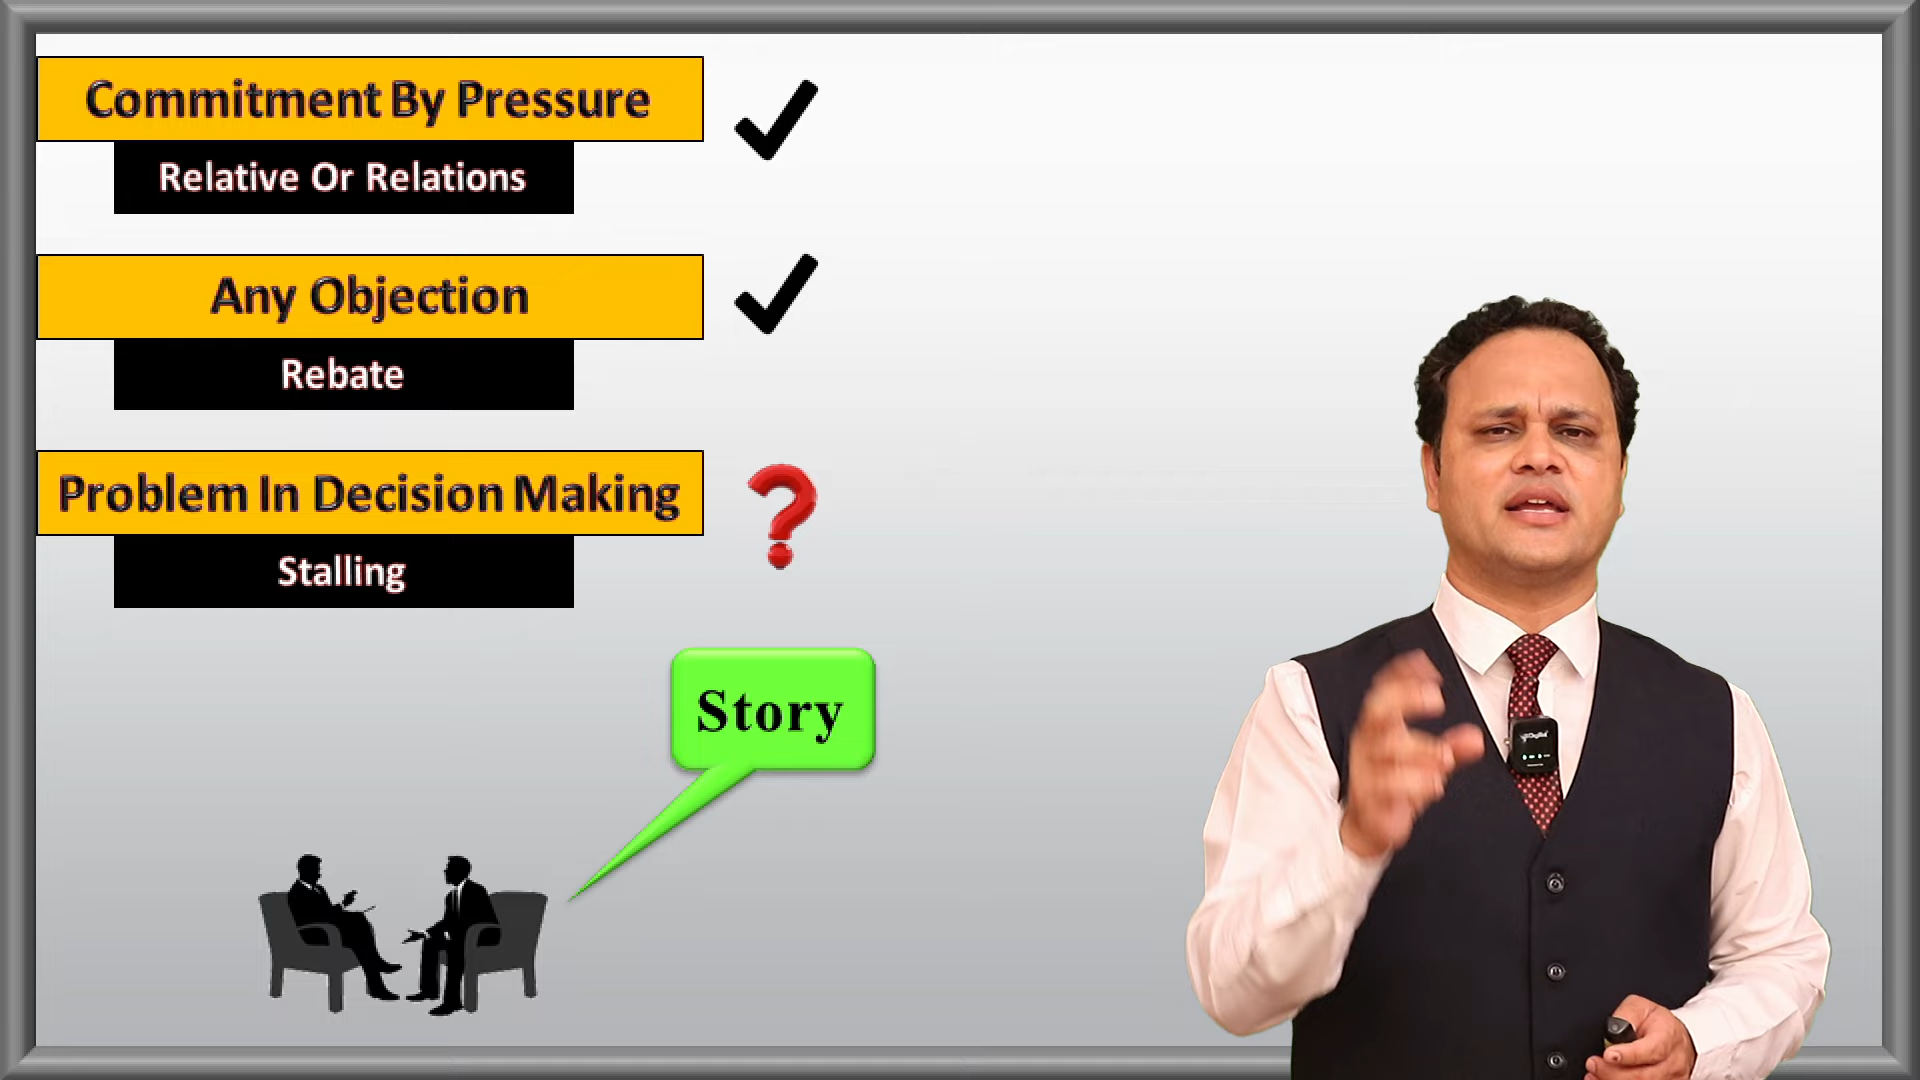 Commitment By Pressure
Relative Or Relations
Any Objection
Rebate
Problem In Decision Making
Stalling
Story